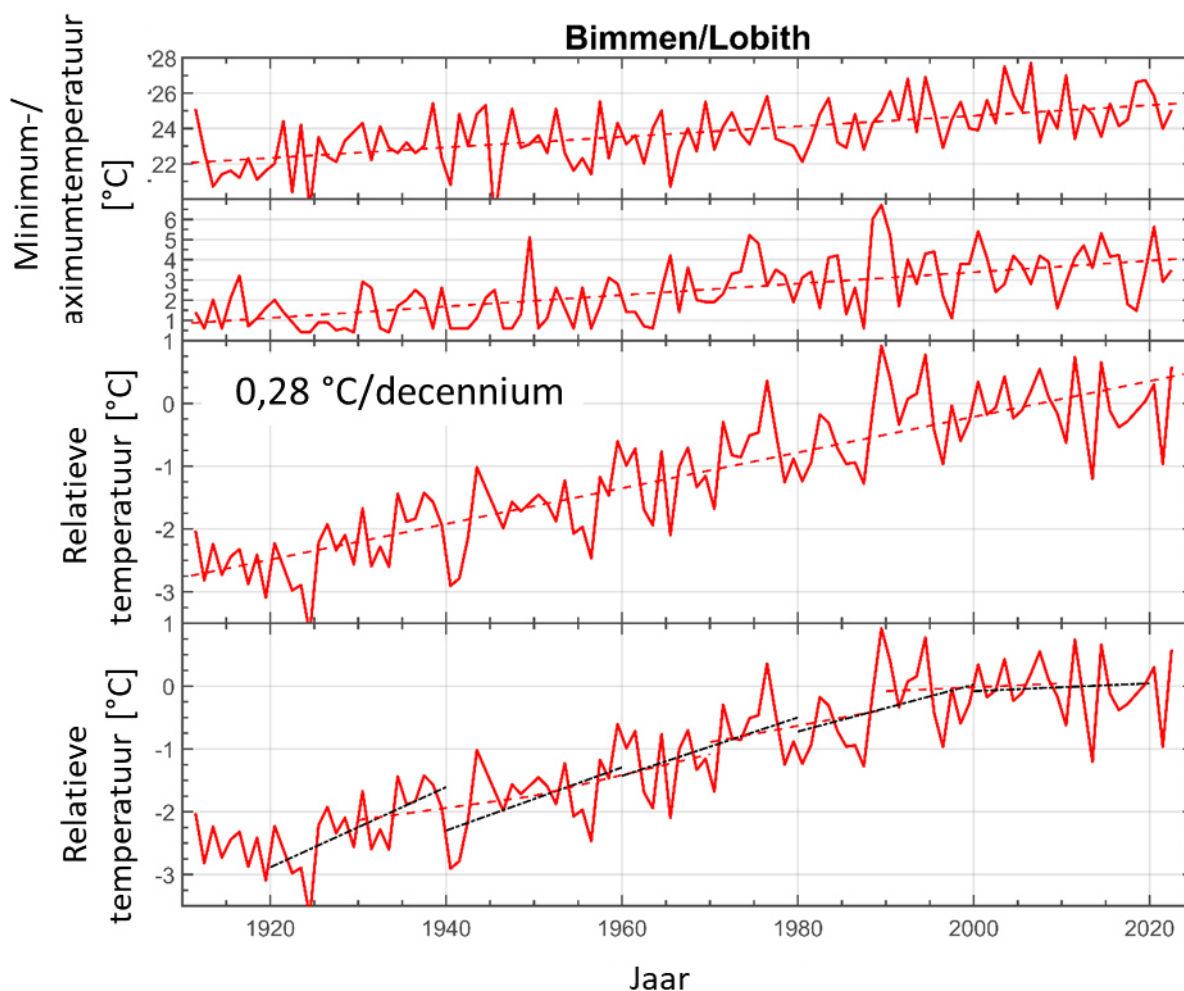 Bimmen/Lobith
Minimum-/
aximumtemperatuur
[°C]
28
26
24
22
6
5
4
3
2
1
Relatieve
temperatuur [°C]
0,28 °C/decennium
1
0
-1
-2
-3
Relatieve
temperatuur [°C]
1
0
-1
-2
-3
1920
1940
1960
1980
2000
2020
Jaar